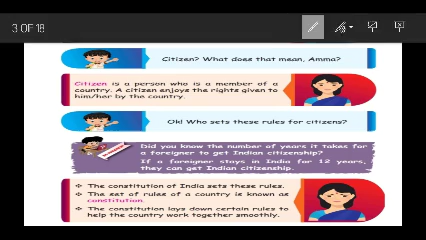 3 OF 18
Citizen? What does that mean, Amma?
Citizen is a person who is a member of a
country. A citizen enjoys the rights given to
him/her by the country.
Ok! Who sets these rules for citizens?
Did you know the number of years it takes for
a foreigner to get Indian citizenship?
If a foreigner stays in India for 12 years,
they can get Indian citizenship.
❖ The constitution of India sets these rules.
❖ The set of rules of a country is known as
constitution.
❖ The constitution lays down certain rules to
help the country work together smoothly.